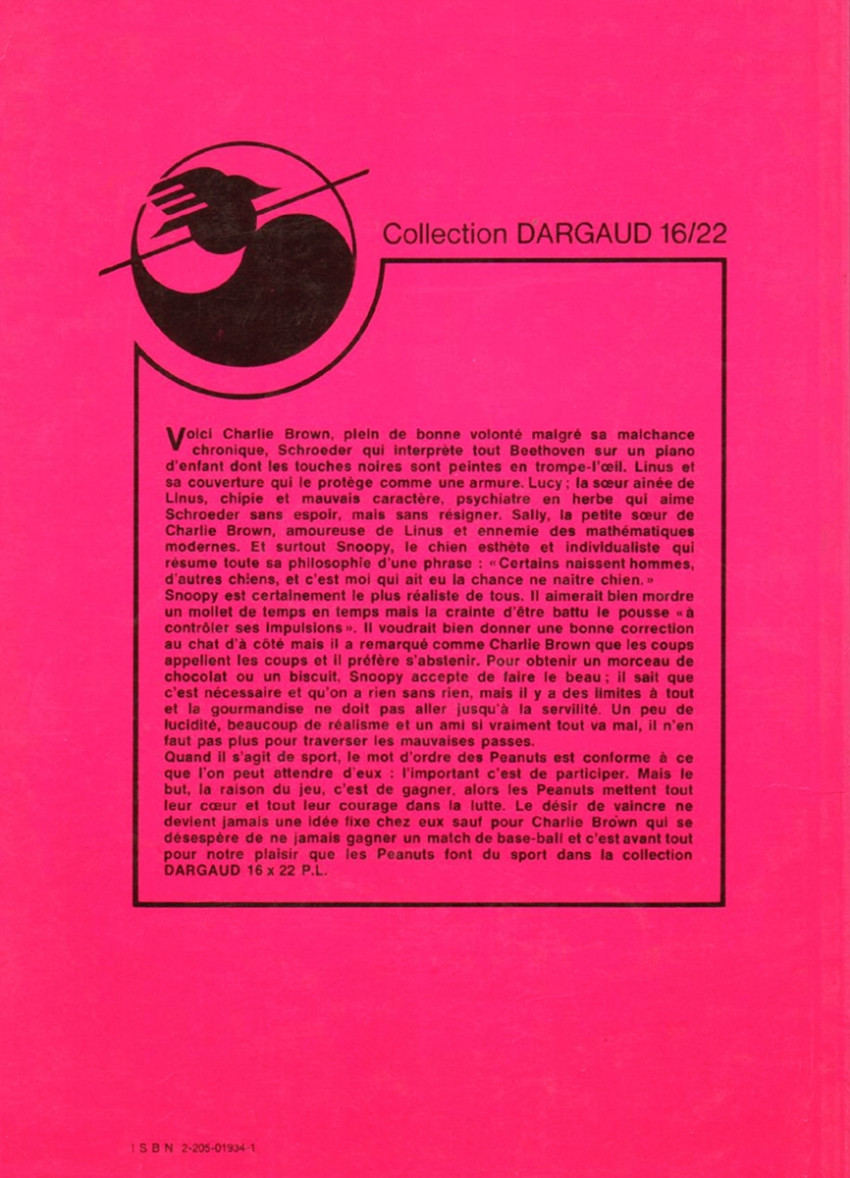 Collection DARGAUD 16/22
Voici Charlie Brown, plein de bonne volonté malgré sa malchance
chronique, Schroeder qui interprète tout Beethoven sur un piano
d'enfant dont les touches noires sont peintes en trompe-l'œil. Linus et
sa couverture qui le protège comme une armure. Lucy ; la sœur ainée de
Linus, chipie et mauvais caractère, psychiatre en herbe qui aime
Schroeder sans espoir, mais sans résigner. Sally, la petite sœur de
Charlie Brown, amoureuse de Linus et ennemie des mathématiques
modernes. Et surtout Snoopy, le chien esthète et individualiste qui
résume toute sa philosophie d'une phrase : «Certains naissent hommes,
d'autres chiens, et c'est moi qui ait eu la chance ne naitre chien.»
Snoopy est certainement le plus réaliste de tous. Il aimerait bien mordre
un mollet de temps en temps mais la crainte d'être battu le pousse «à
contrôler ses impulsions». Il voudrait bien donner une bonne correction
au chat d'à côté mais il a remarqué comme Charlie Brown que les coups
appellent les coups et il préfère s'abstenir. Pour obtenir un morceau de
chocolat ou un biscuit, Snoopy accepte de faire le beau ; il sait que
c'est nécessaire et qu'on a rien sans rien, mais il y a des limites à tout
et la gourmandise ne doit pas aller jusqu'à la servilité. Un peu de
lucidité, beaucoup de réalisme et un ami si vraiment tout va mal, il n'en
faut pas plus pour traverser les mauvaises passes.
Quand il s'agit de sport, le mot d'ordre des Peanuts est conforme à ce
que l'on peut attendre d'eux : l'important c'est de participer. Mais le
but, la raison du jeu, c'est de gagner, alors les Peanuts mettent tout
leur cœur et tout leur courage dans la lutte. Le désir de vaincre ne
devient jamais une idée fixe chez eux sauf pour Charlie Brown qui se
désespère de ne jamais gagner un match de base-ball et c'est avant tout
pour notre plaisir que les Peanuts font du sport dans la collection
DARGAUD 16 x 22 P.L.
ISBN 2-205-01934-1